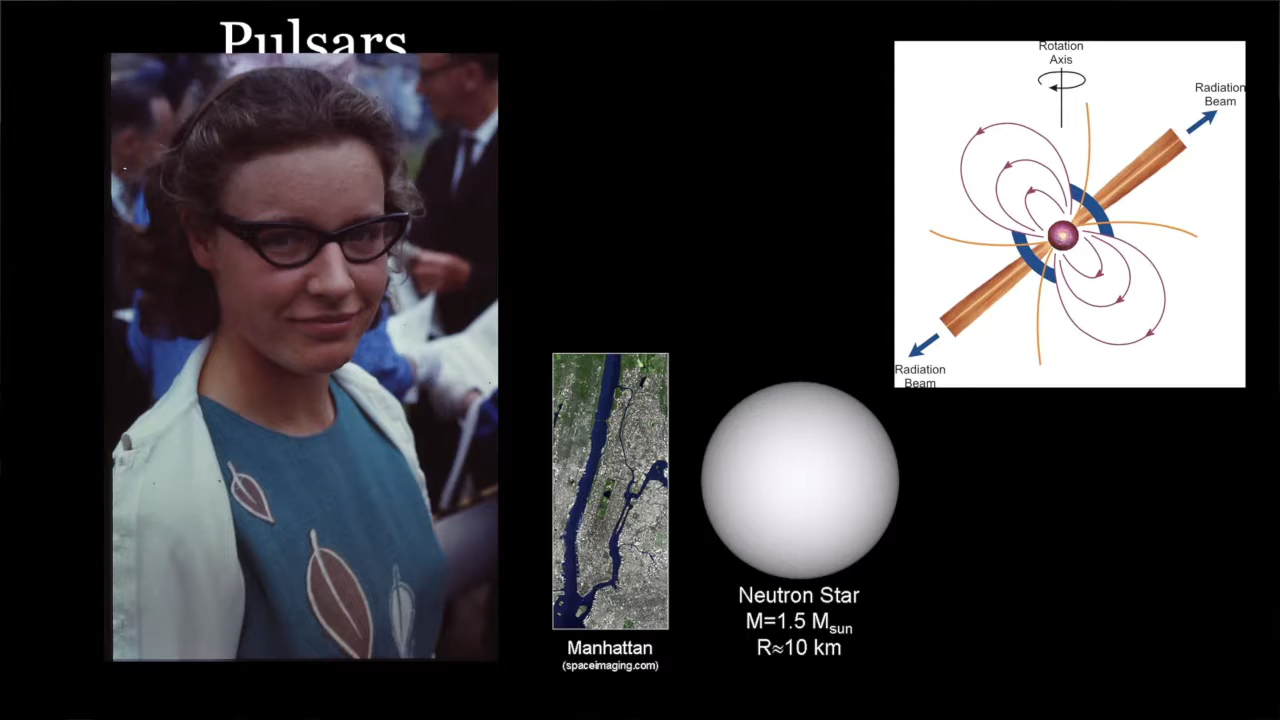 Pulsars
Rotation
Axis
Radiation
Beam
Radiation
Beam
Manhattan
(spaceimaging.com)
Neutron Star
M=1.5 Msun
R≈10 km